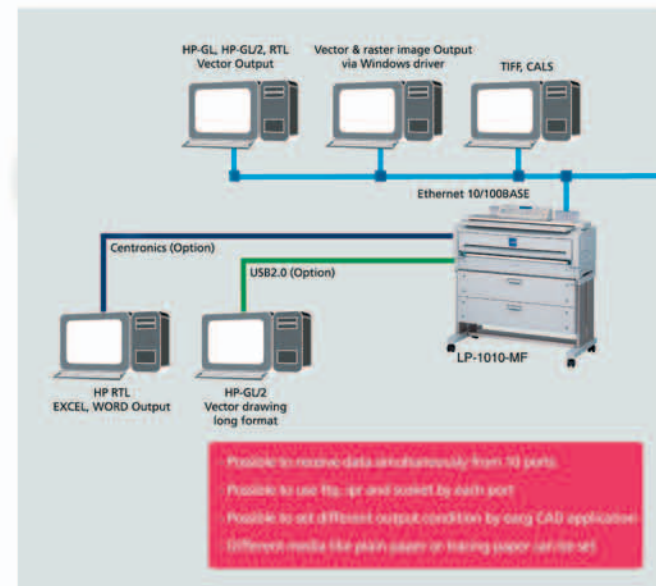 HP-GL, HP-GL/2, RTL
Vector Output
Vector & raster image Output
via Windows driver
TIFF, CALS
Ethernet 10/100BASE
Centronics (Option)
USB2.0 (Option)
LP-1010-MF
HP RTL
EXCEL, WORD Output
HP-GL/2
Vector drawing
long format
Possible to receive data simultaneously from 10 ports
Possible to use ftp, and socket by each port
Possible to set different output condition by CAD application
Different media like plain paper or tracing paper can be set